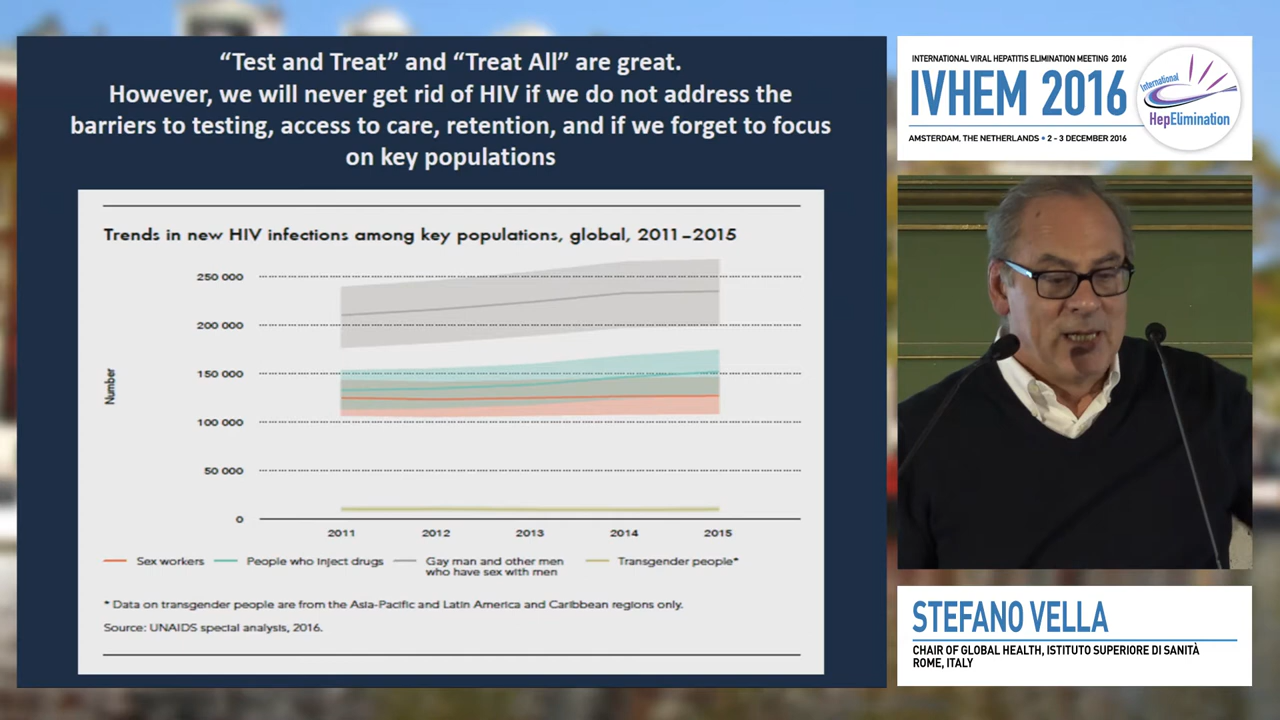 “Test and Treat” and “Treat All” are great.
However, we will never get rid of HIV if we do not address the
barriers to testing, access to care, retention, and if we forget to focus
on key populations
Trends in new HIV infections among key populations, global, 2011–2015
250 000
200 000
150 000
100 000
50 000
0
Number
2011 2012 2013 2014 2015
Sex workers People who inject drugs Gay man and other men Transgender people*
who have sex with men
* Data on transgender people are from the Asia-Pacific and Latin America and Caribbean regions only.
Source: UNAIDS special analysis, 2016.
INTERNATIONAL VIRAL HEPATITIS ELIMINATION MEETING 2016
IVHEM 2016
AMSTERDAM, THE NETHERLANDS • 2 - 3 DECEMBER 2016
International
HepElimination
STEFANO VELLA
CHAIR OF GLOBAL HEALTH, ISTITUTO SUPERIORE DI SANITÀ
ROME, ITALY